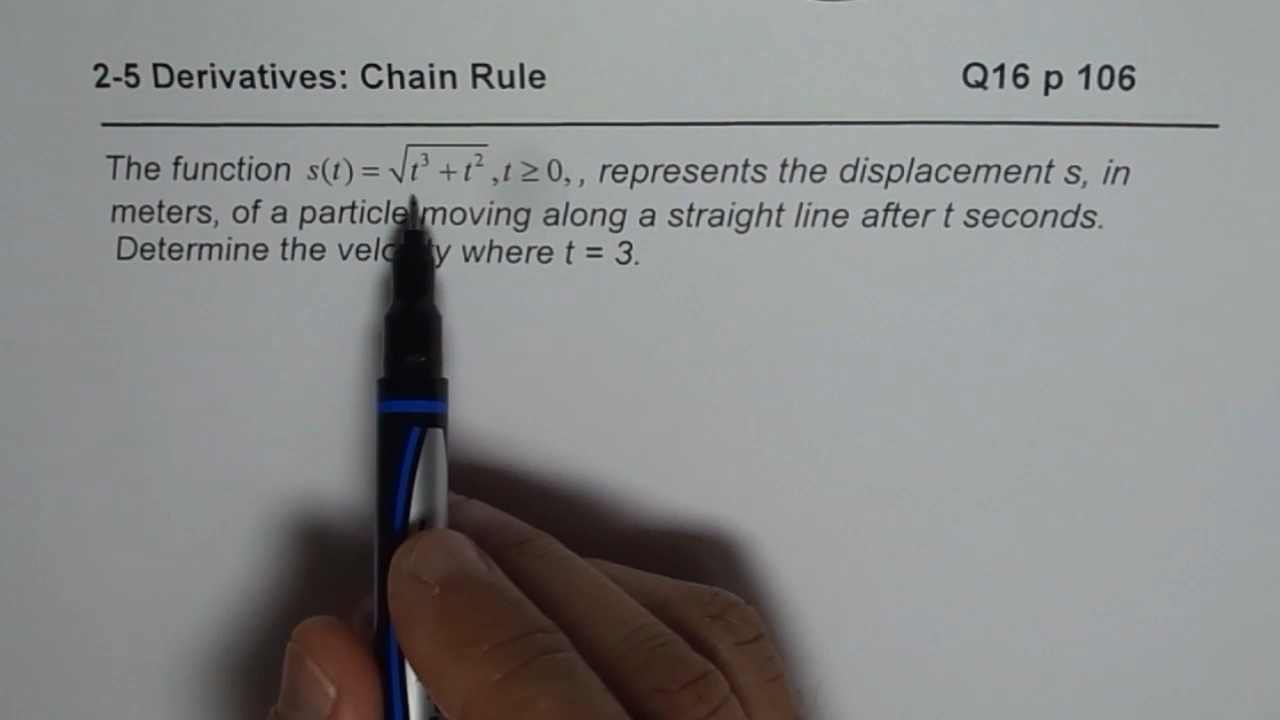 2-5 Derivatives: Chain Rule Q16 p 106
The function s(t) = √(t³ + t²) , t ≥ 0, , represents the displacement s, in
meters, of a particle moving along a straight line after t seconds.
Determine the velocity where t = 3.